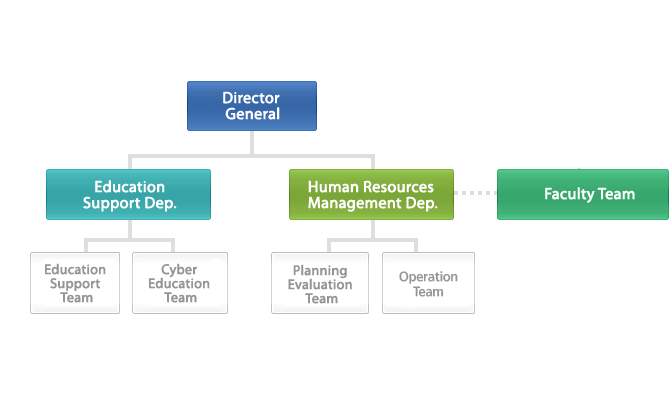 Director
General
Education
Support Dep.
Human Resources
Management Dep.
Faculty Team
Education
Support
Team
Cyber
Education
Team
Planning
Evaluation
Team
Operation
Team